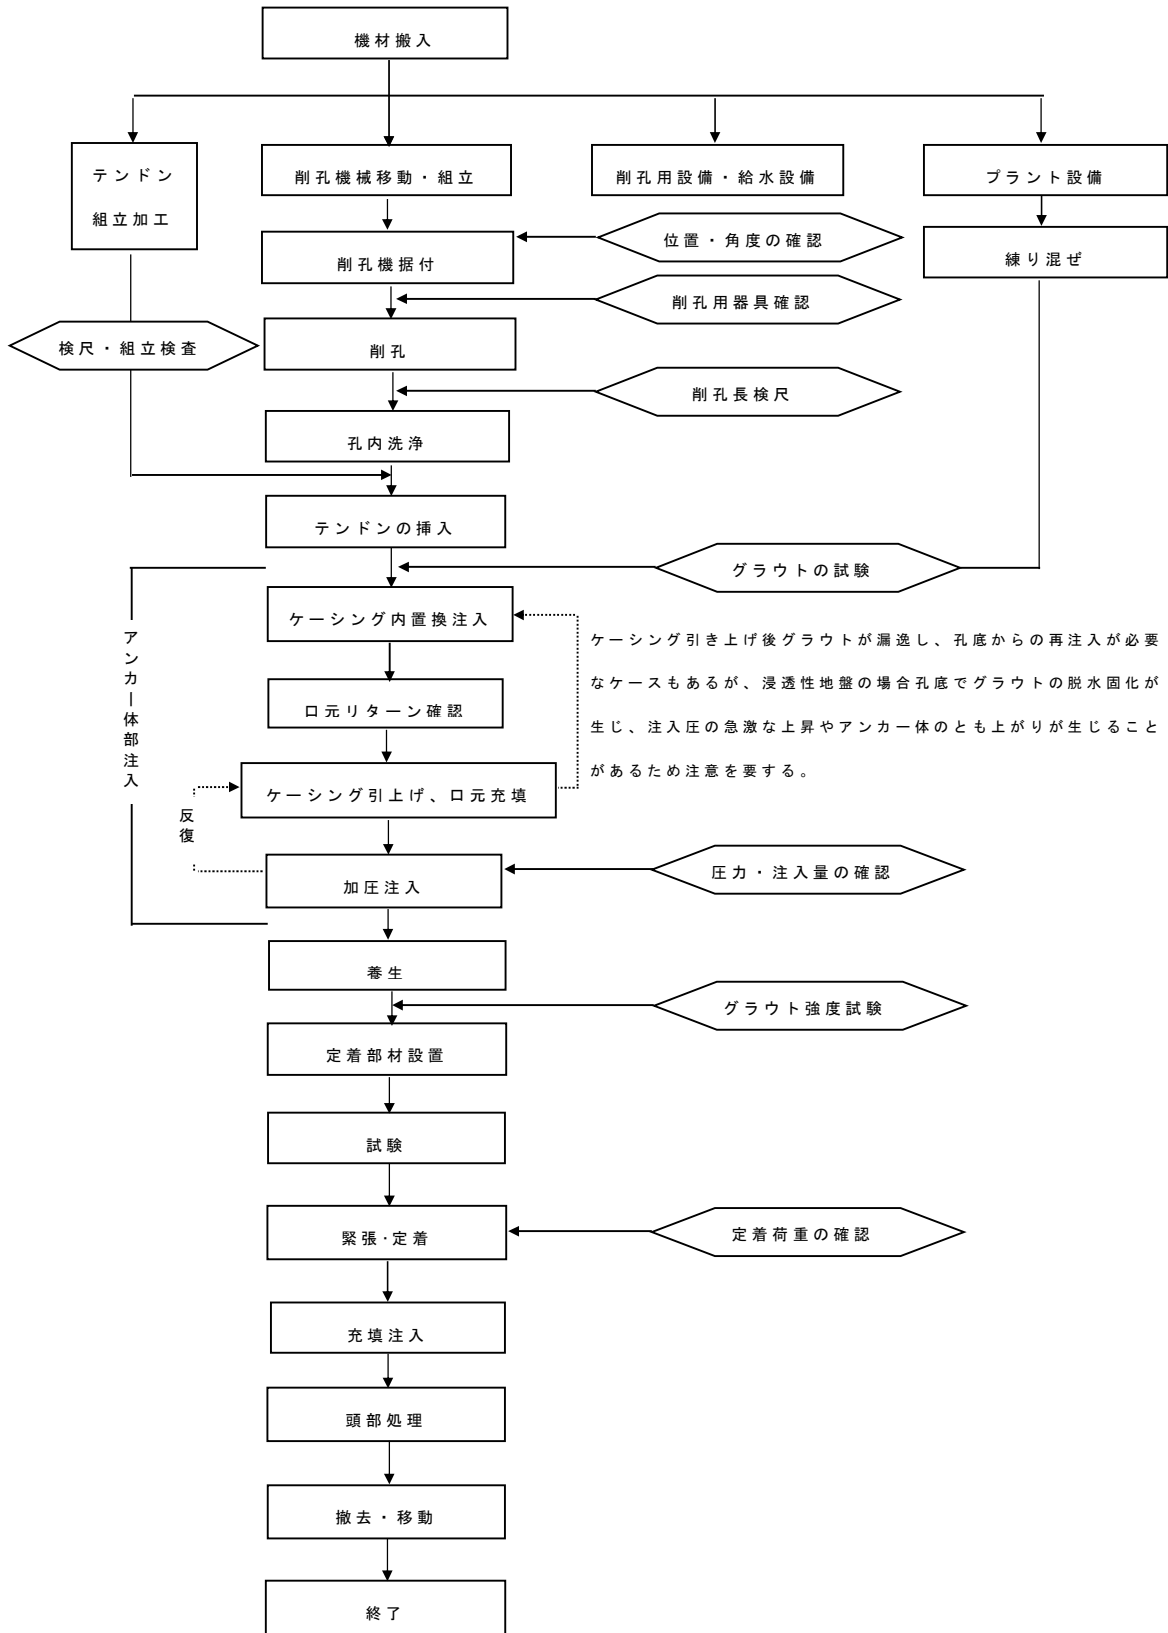 機材搬入
テンドン
組立加工
削孔機械移動・組立
削孔用設備・給水設備
プラント設備
位置・角度の確認
練り混ぜ
削孔機据付
削孔用器具確認
検尺・組立検査
削孔
削孔長検尺
孔内洗浄
テンドンの挿入
グラウトの試験
アンカー体部注入
ケーシング内置換注入
ケーシング引き上げ後グラウトが漏逸し、孔底からの再注入が必要
なケースもあるが、浸透性地盤の場合孔底でグラウトの脱水固化が
生じ、注入圧の急激な上昇やアンカー体のとも上がりが生じること
があるため注意を要する。
口元リターン確認
ケーシング引上げ、口元充填
反復
加圧注入
圧力・注入量の確認
養生
グラウト強度試験
定着部材設置
試験
緊張・定着
定着荷重の確認
充填注入
頭部処理
撤去・移動
終了